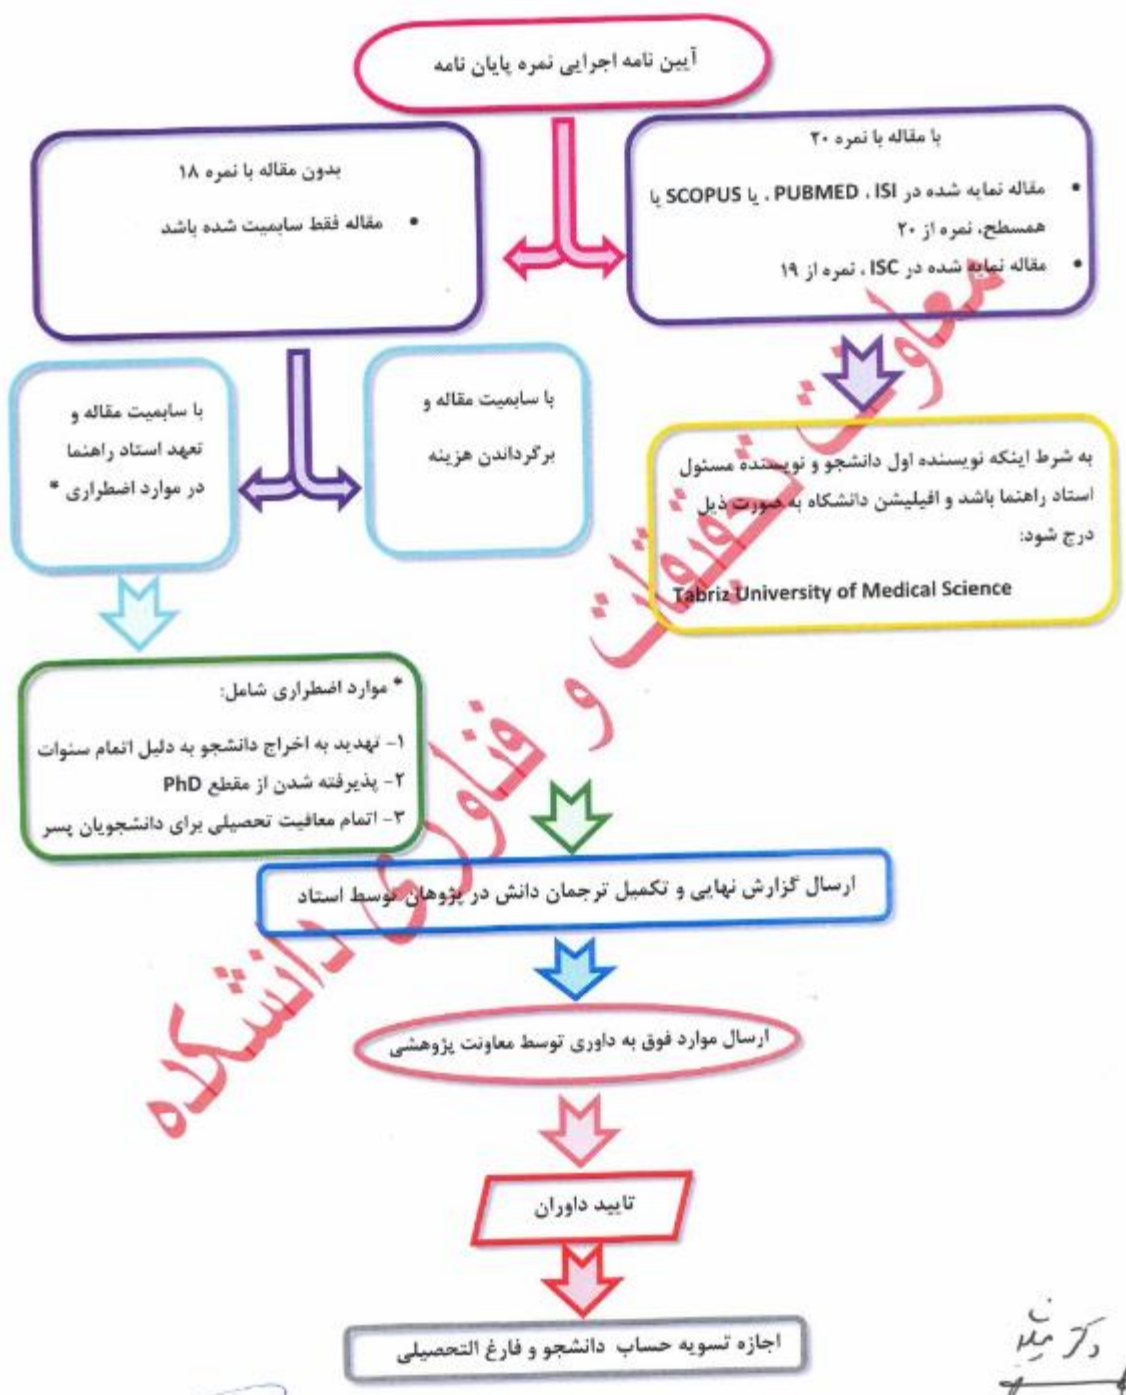 آیین نامه اجرایی نمره پایان نامه
با مقاله با نمره ۲۰
• مقاله نمایه شده در PUBMED ، ISI ، یا SCOPUS یا
همسطح، نمره از ۲۰
• مقاله نمایه شده در ISC ، نمره از ۱۹
بدون مقاله با نمره ۱۸
• مقاله فقط سابمیت شده باشد
به شرط اینکه نویسنده اول دانشجو و نویسنده مسئول
استاد راهنما باشد و افیلیشن دانشگاه به صورت ذیل
درج شود:
Tabriz University of Medical Science
با سابمیت مقاله و
برگرداندن هزینه
با سابمیت مقاله و
تعهد استاد راهنما
در موارد اضطراری *
* موارد اضطراری شامل:
۱- تهدید به اخراج دانشجو به دلیل اتمام سنوات
۲- پذیرفته شدن از مقطع PhD
۳- اتمام معافیت تحصیلی برای دانشجویان پسر
ارسال گزارش نهایی و تکمیل ترجمان دانش در پژوهان توسط استاد
ارسال موارد فوق به داوری توسط معاونت پژوهشی
تایید داوران
اجازه تسویه حساب دانشجو و فارغ التحصیلی
معاونت تحقیقات و فناوری دانشکده
دکتر